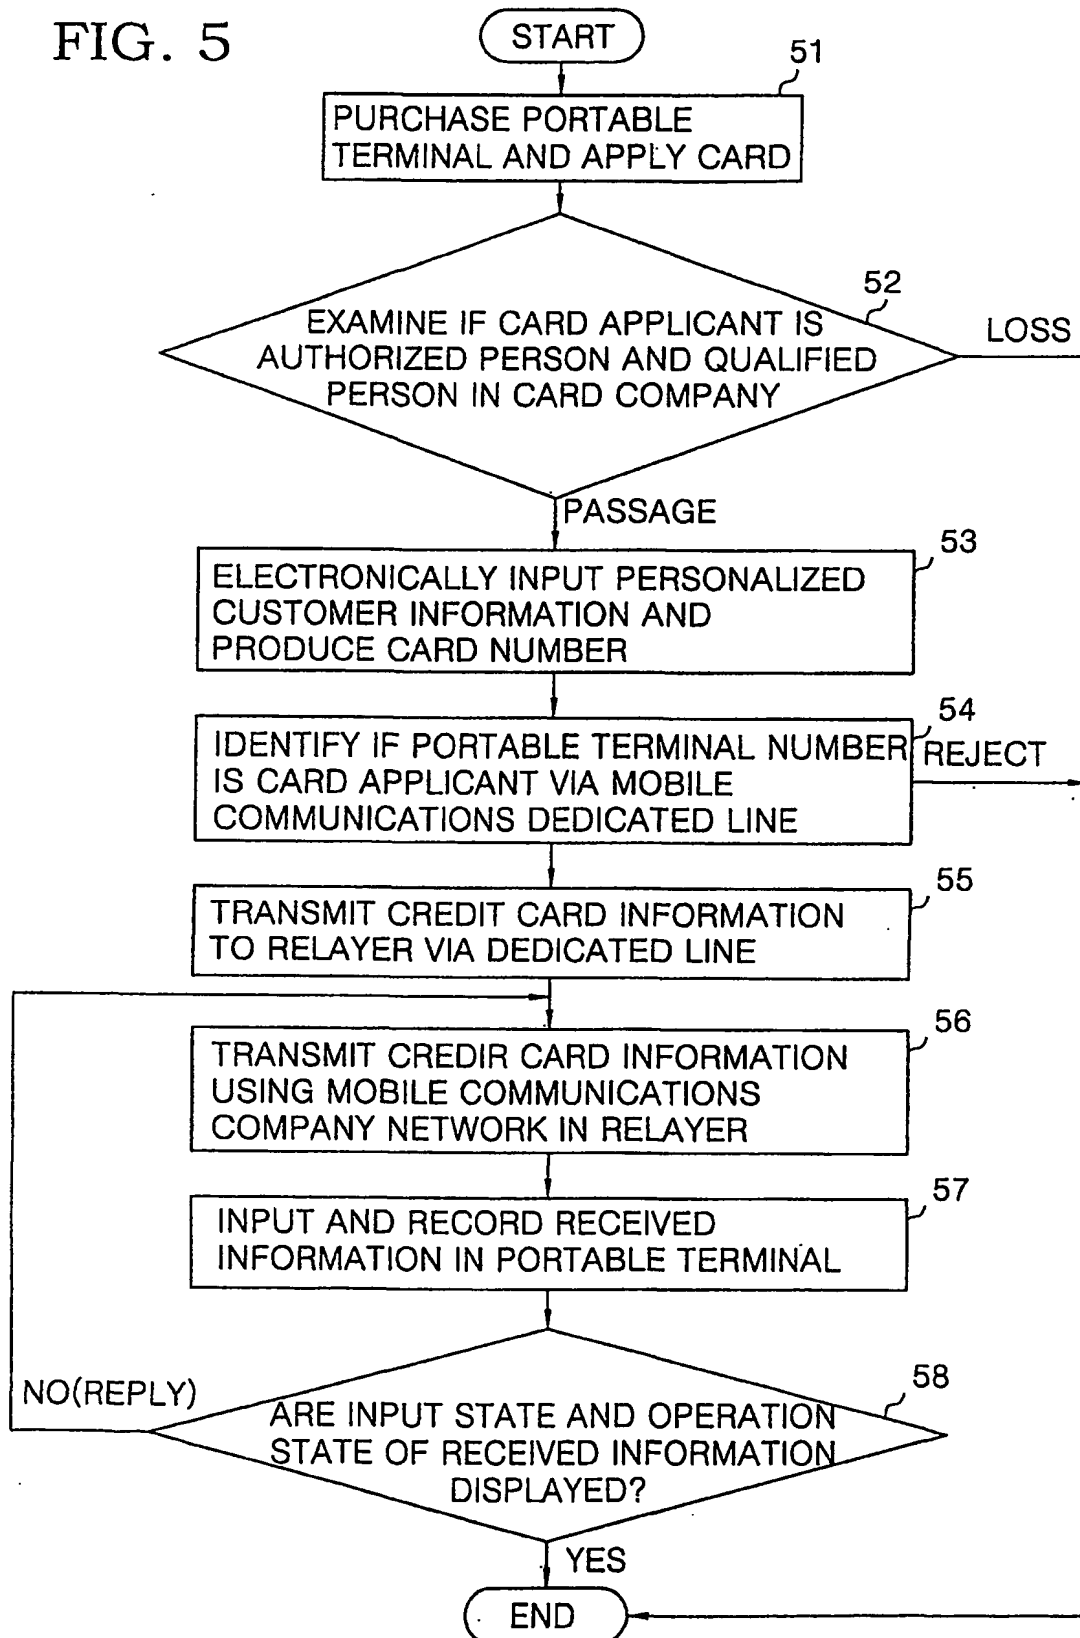 FIG. 5
START
51
PURCHASE PORTABLE
TERMINAL AND APPLY CARD
52
EXAMINE IF CARD APPLICANT IS
AUTHORIZED PERSON AND QUALIFIED
PERSON IN CARD COMPANY
LOSS
PASSAGE
53
ELECTRONICALLY INPUT PERSONALIZED
CUSTOMER INFORMATION AND
PRODUCE CARD NUMBER
54
IDENTIFY IF PORTABLE TERMINAL NUMBER
IS CARD APPLICANT VIA MOBILE
COMMUNICATIONS DEDICATED LINE
REJECT
55
TRANSMIT CREDIT CARD INFORMATION
TO RELAYER VIA DEDICATED LINE
56
TRANSMIT CREDIR CARD INFORMATION
USING MOBILE COMMUNICATIONS
COMPANY NETWORK IN RELAYER
57
INPUT AND RECORD RECEIVED
INFORMATION IN PORTABLE TERMINAL
NO(REPLY)
58
ARE INPUT STATE AND OPERATION
STATE OF RECEIVED INFORMATION
DISPLAYED?
YES
END